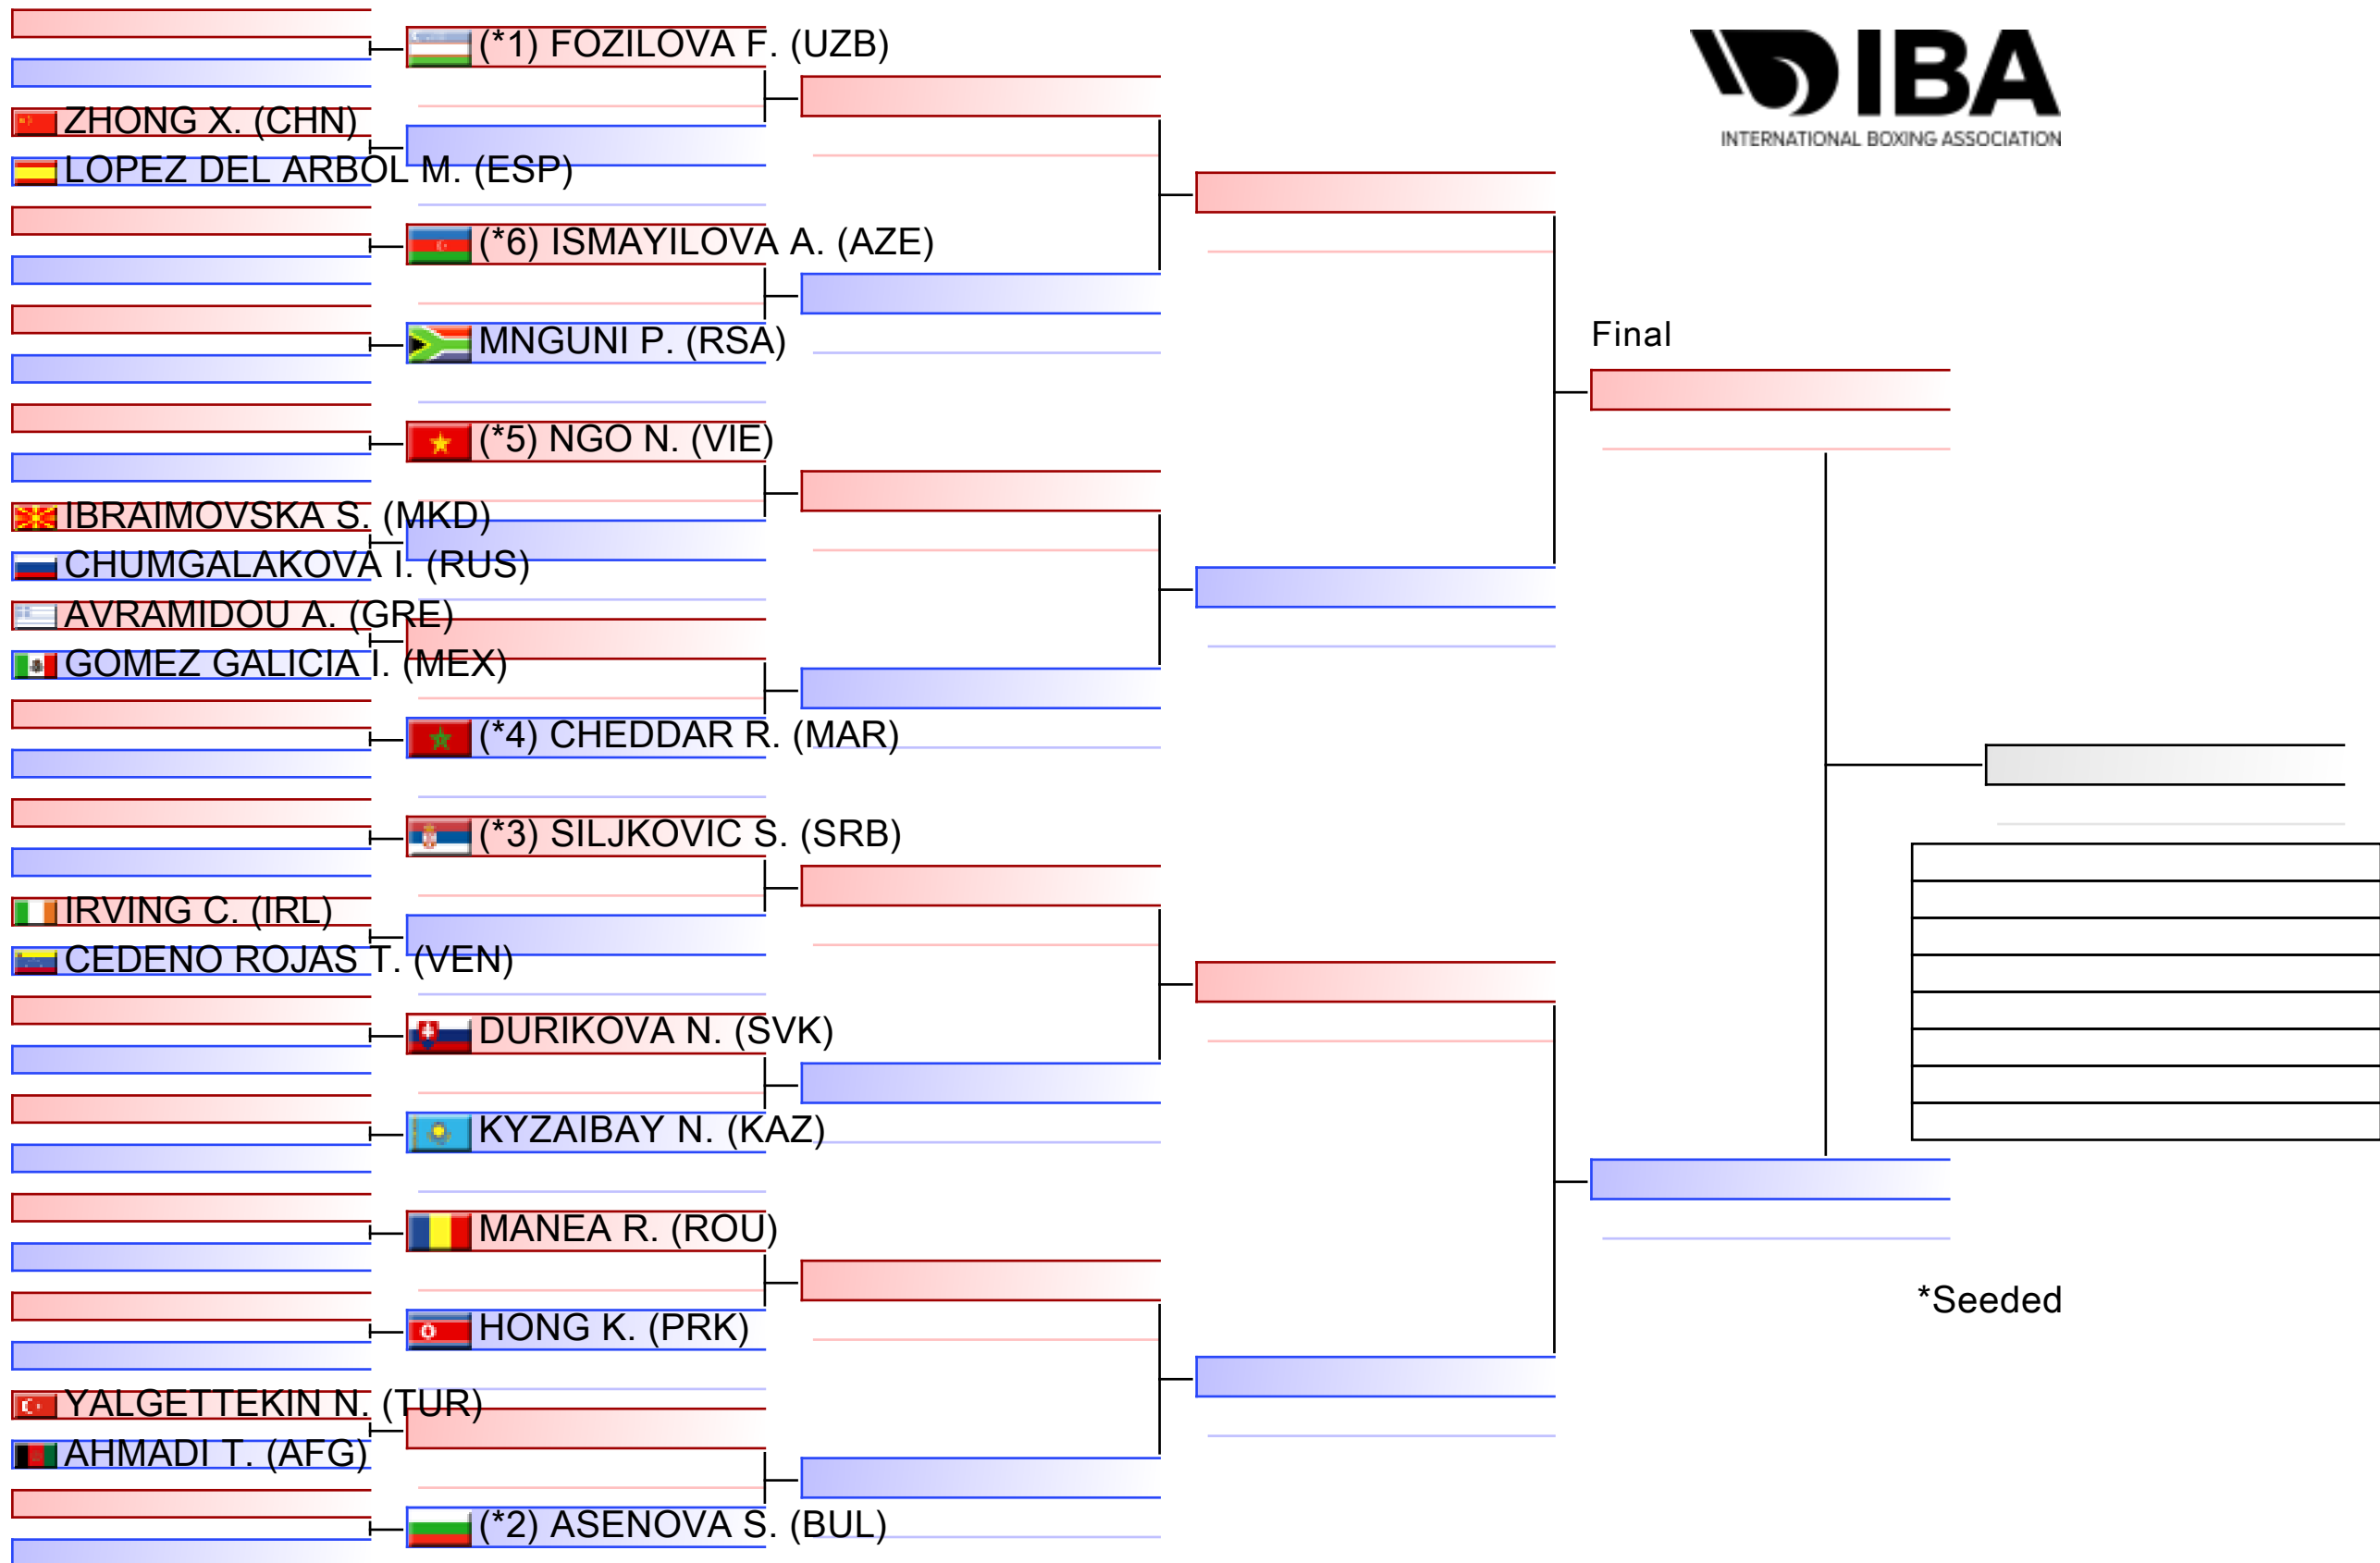 IBA
INTERNATIONAL BOXING ASSOCIATION
(*1) FOZILOVA F. (UZB)
ZHONG X. (CHN)
LOPEZ DEL ARBOL M. (ESP)
(*6) ISMAYILOVA A. (AZE)
MNGUNI P. (RSA)
Final
(*5) NGO N. (VIE)
IBRAIMOVSKA S. (MKD)
CHUMGALAKOVA I. (RUS)
AVRAMIDOU A. (GRE)
GOMEZ GALICIA I. (MEX)
(*4) CHEDDAR R. (MAR)
(*3) SILJKOVIC S. (SRB)
IRVING C. (IRL)
CEDENO ROJAS T. (VEN)
DURIKOVA N. (SVK)
KYZAIBAY N. (KAZ)
MANEA R. (ROU)
*Seeded
HONG K. (PRK)
YALGETTEKIN N. (TUR)
AHMADI T. (AFG)
(*2) ASENOVA S. (BUL)